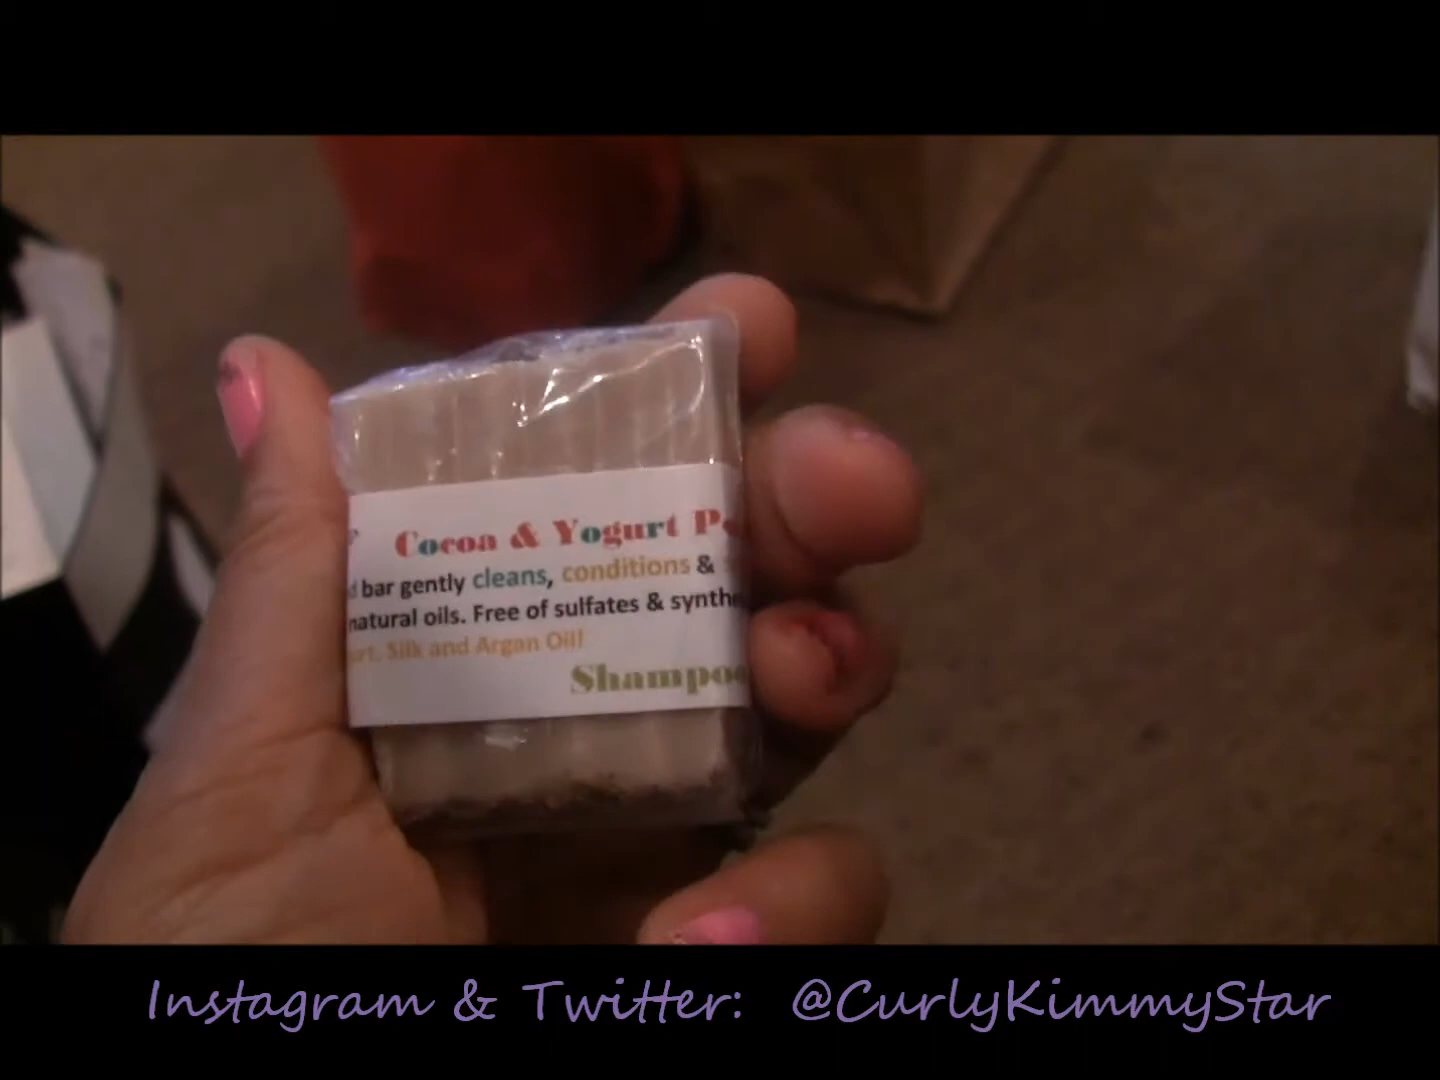 Cocoa & Yogurt
bar gently cleans, conditions &
natural oils. Free of sulfates & synthe
Silk and Argan Oil!
Shampoo
Instagram & Twitter: @CurlyKimmyStar